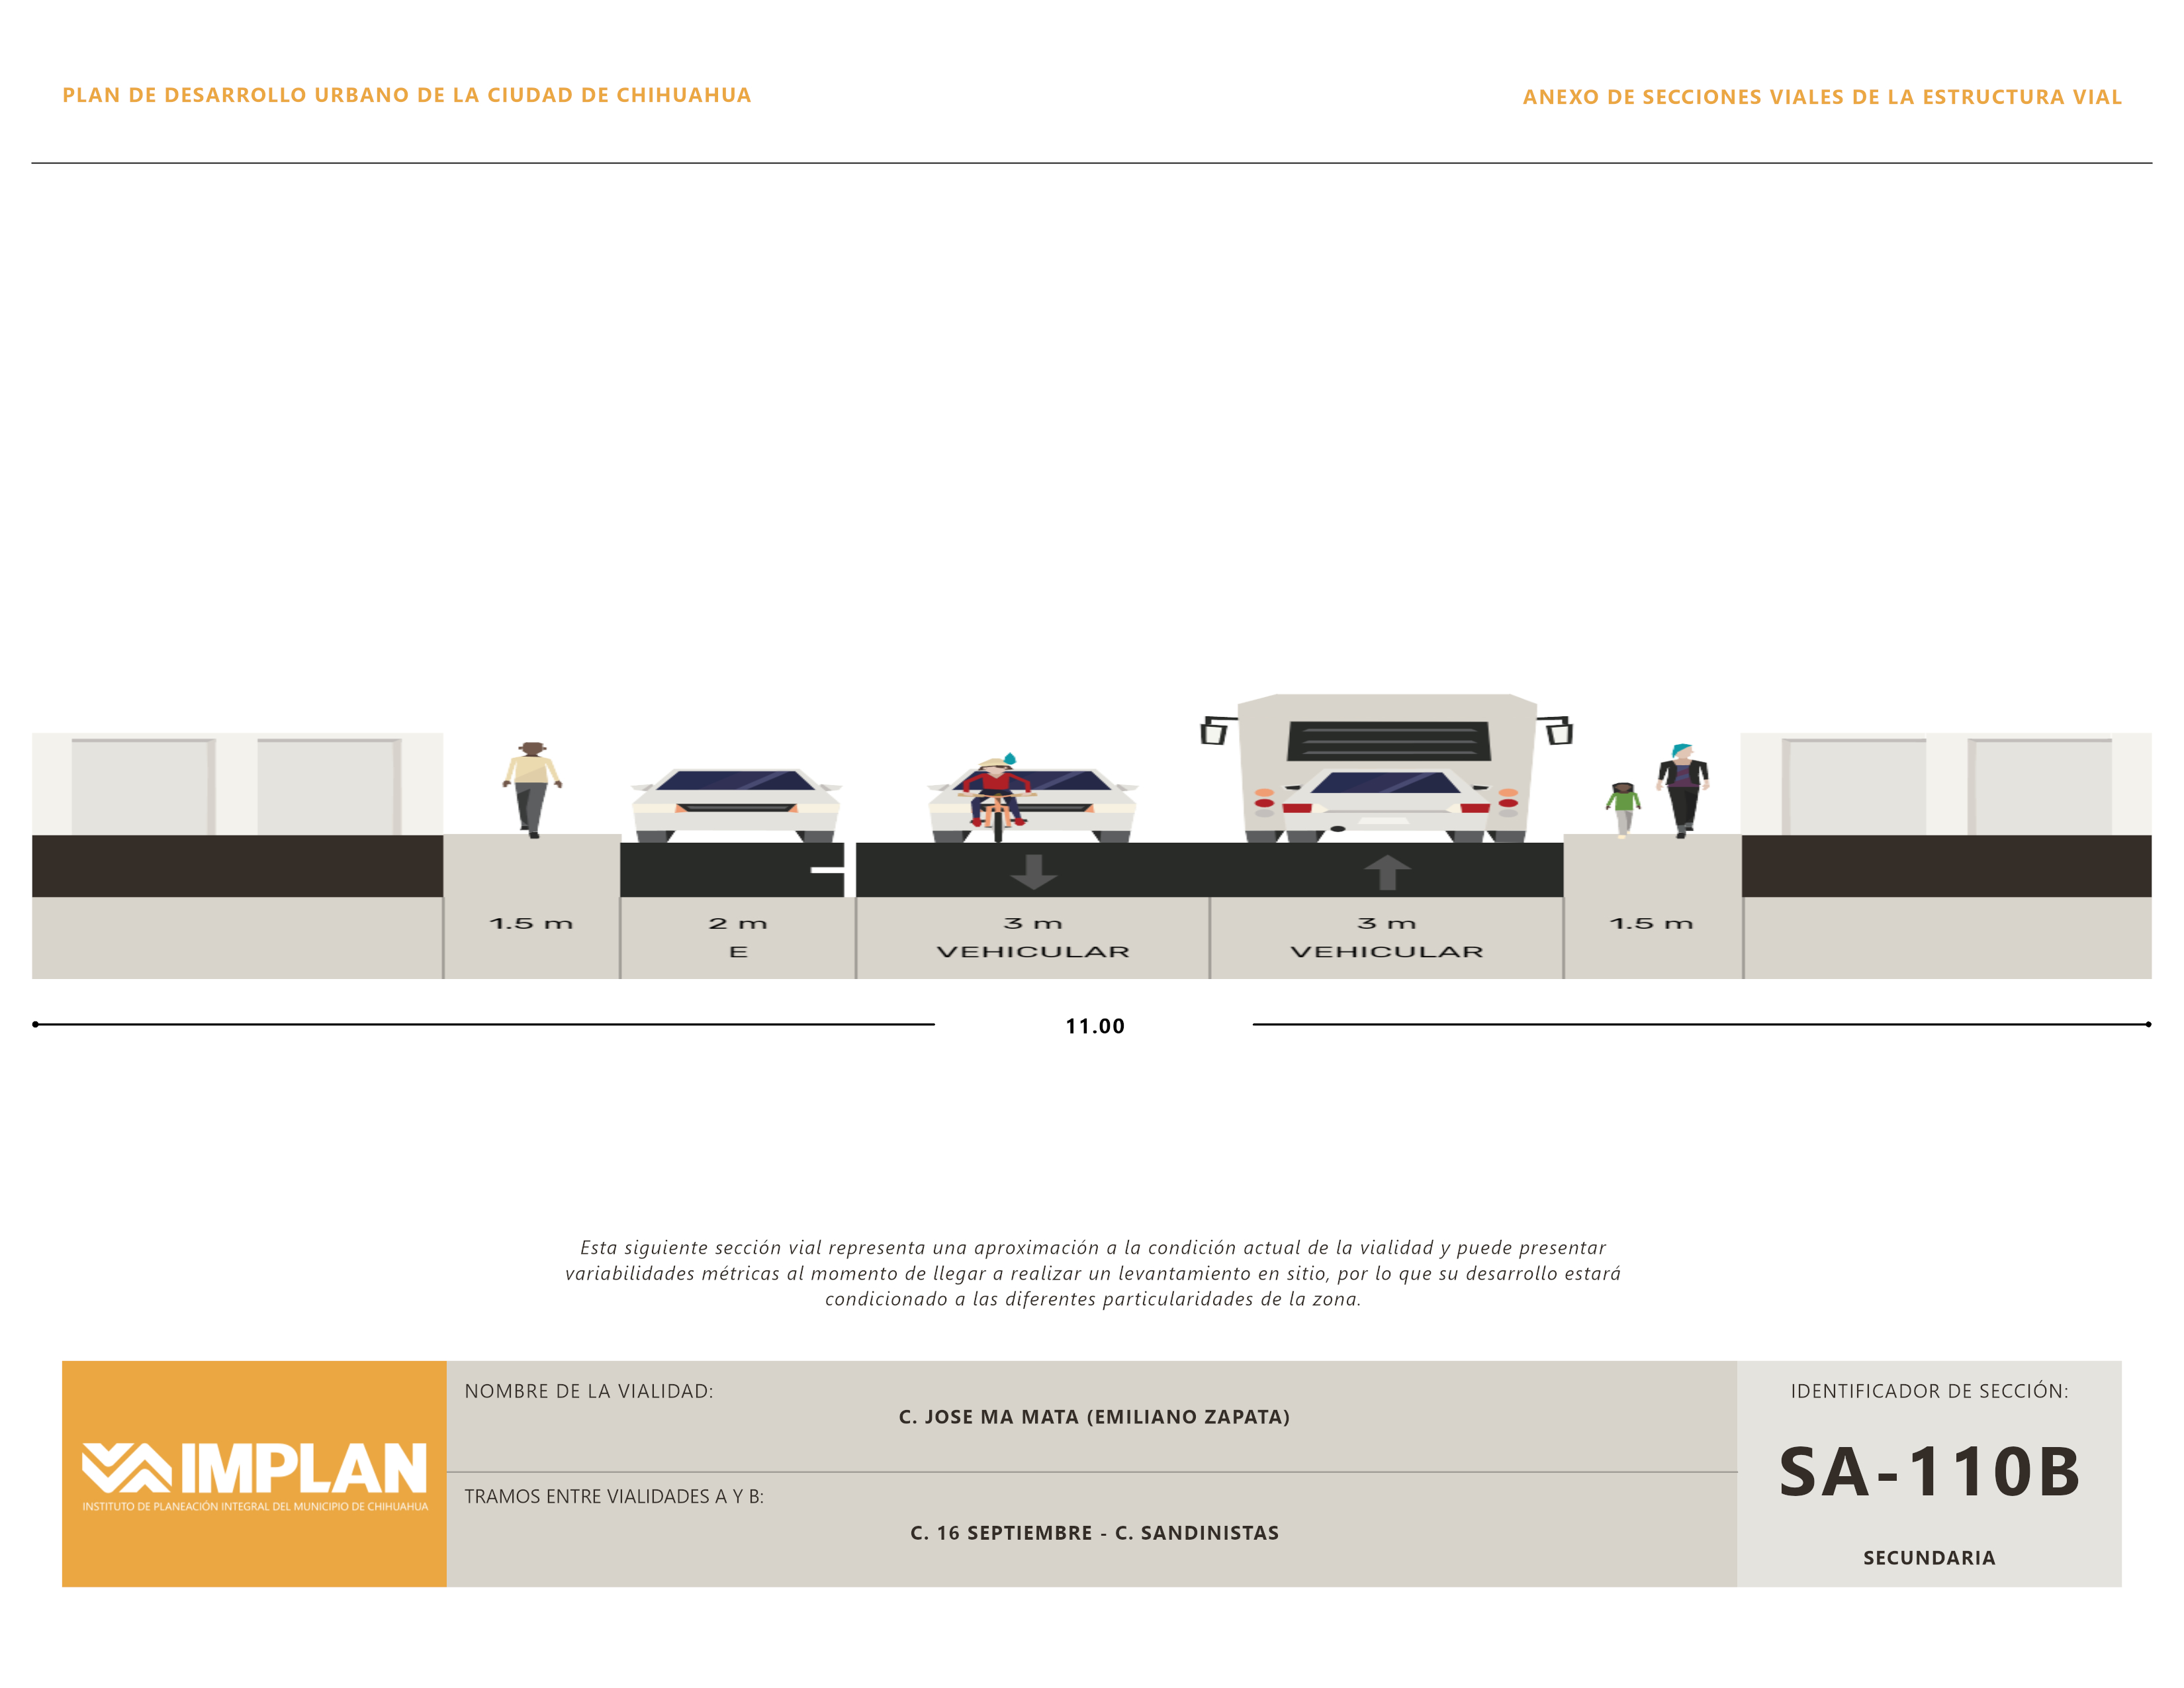 PLAN DE DESARROLLO URBANO DE LA CIUDAD DE CHIHUAHUA
ANEXO DE SECCIONES VIALES DE LA ESTRUCTURA VIAL
1.5 m
2 m
E
3 m
VEHICULAR
3 m
VEHICULAR
1.5 m
11.00
Esta siguiente sección vial representa una aproximación a la condición actual de la vialidad y puede presentar
variabilidades métricas al momento de llegar a realizar un levantamiento en sitio, por lo que su desarrollo estará
condicionado a las diferentes particularidades de la zona.
IMPLAN
INSTITUTO DE PLANEACIÓN INTEGRAL DEL MUNICIPIO DE CHIHUAHUA
NOMBRE DE LA VIALIDAD:
C. JOSE MA MATA (EMILIANO ZAPATA)
TRAMOS ENTRE VIALIDADES A Y B:
C. 16 SEPTIEMBRE - C. SANDINISTAS
IDENTIFICADOR DE SECCIÓN:
SA-110B
SECUNDARIA